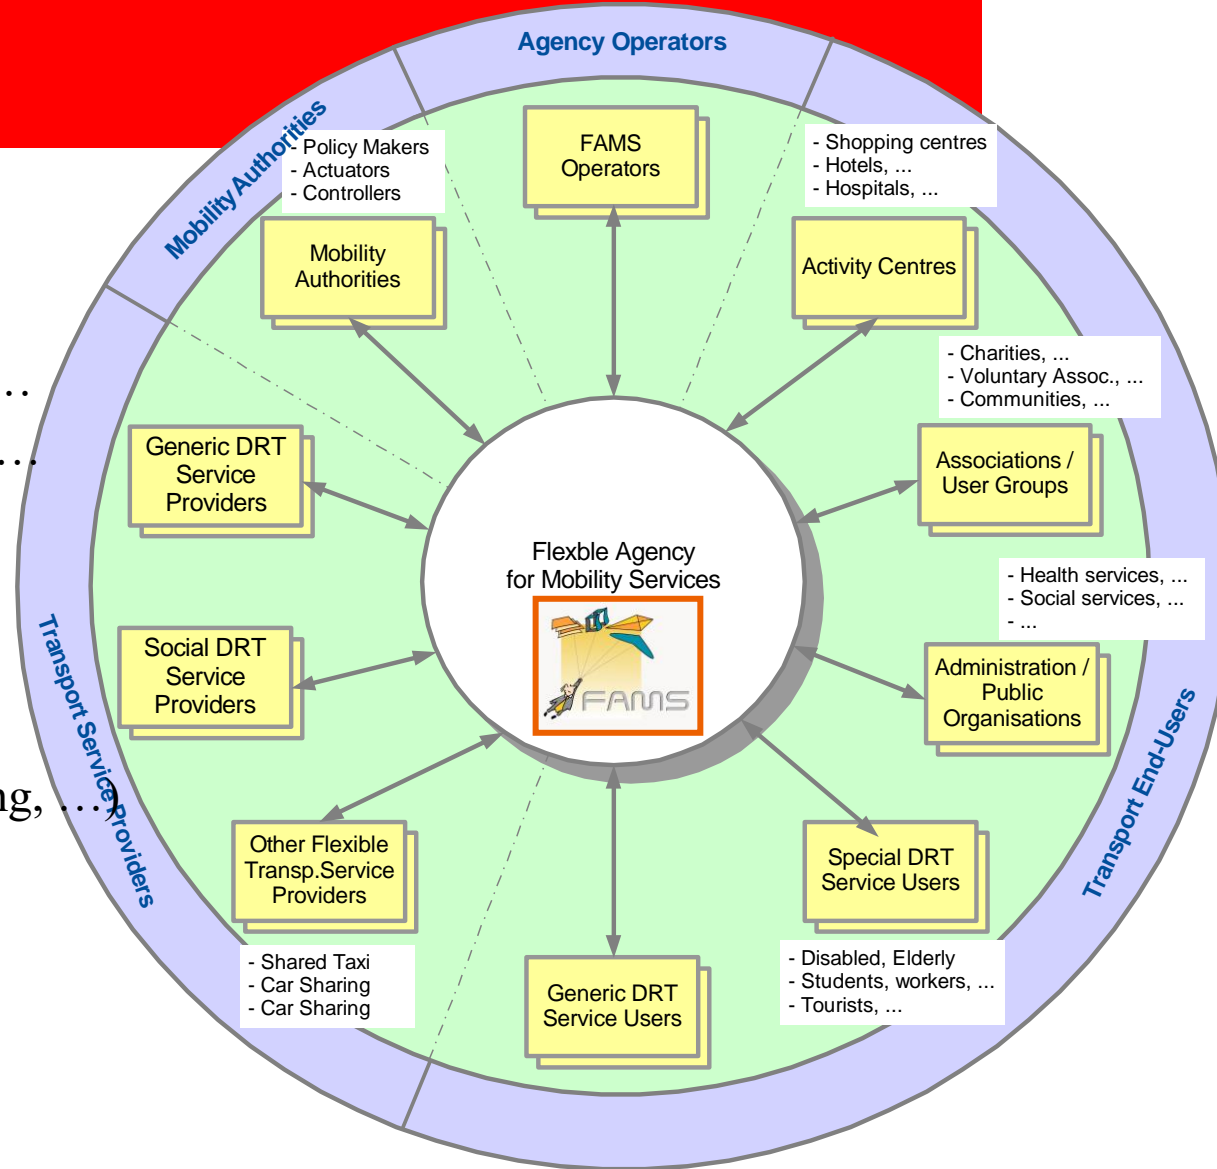 Agency Operators
Mobility Authorities
- Policy Makers
- Actuators
- Controllers
FAMS
Operators
- Shopping centres
- Hotels, ...
- Hospitals, ...
Mobility
Authorities
Activity Centres
- Charities, ...
- Voluntary Assoc., ...
- Communities, ...
…
…
Generic DRT
Service
Providers
Associations /
User Groups
Flexble Agency
for Mobility Services
FAMS
- Health services, ...
- Social services, ...
- ...
Social DRT
Service
Providers
Administration /
Public
Organisations
Transport Service Providers
Transport End-Users
ng, …)
Other Flexible
Transp.Service
Providers
Special DRT
Service Users
- Shared Taxi
- Car Sharing
- Car Sharing
Generic DRT
Service Users
- Disabled, Elderly
- Students, workers, ...
- Tourists, ...